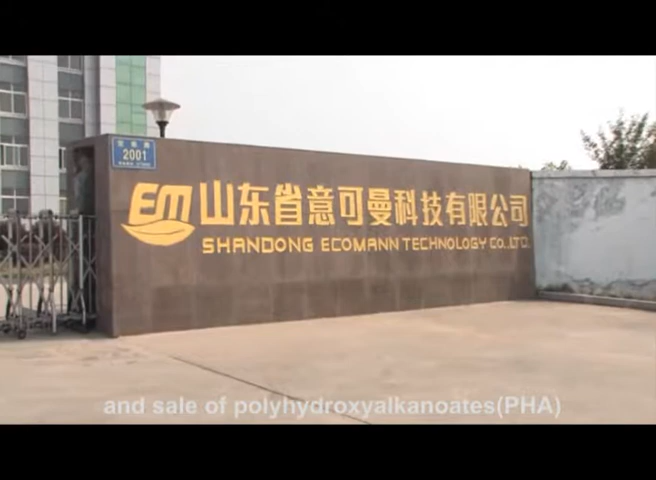 2001
EM
山东省意可曼科技有限公司
SHANDONG ECOMANN TECHNOLOGY CO.,LTD.
and sale of polyhydroxyalkanoates(PHA)